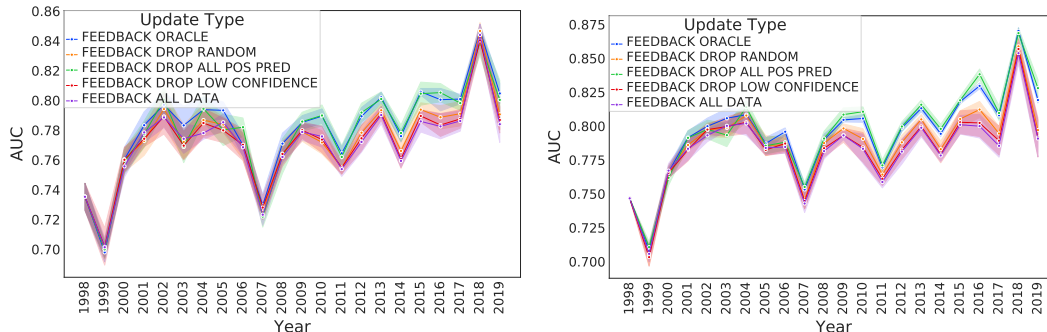 0.86
0.84
0.82
0.80
0.78
0.76
0.74
0.72
0.70
AUC
Update Type
FEEDBACK ORACLE
FEEDBACK DROP RANDOM
FEEDBACK DROP ALL POS PRED
FEEDBACK DROP LOW CONFIDENCE
FEEDBACK ALL DATA
1998 1999 2000 2001 2002 2003 2004 2005 2006 2007 2008 2009 2010 2011 2012 2013 2014 2015 2016 2017 2018 2019
Year
0.875
0.850
0.825
0.800
0.775
0.750
0.725
0.700
AUC
Update Type
FEEDBACK ORACLE
FEEDBACK DROP RANDOM
FEEDBACK DROP ALL POS PRED
FEEDBACK DROP LOW CONFIDENCE
FEEDBACK ALL DATA
1998 1999 2000 2001 2002 2003 2004 2005 2006 2007 2008 2009 2010 2011 2012 2013 2014 2015 2016 2017 2018 2019
Year